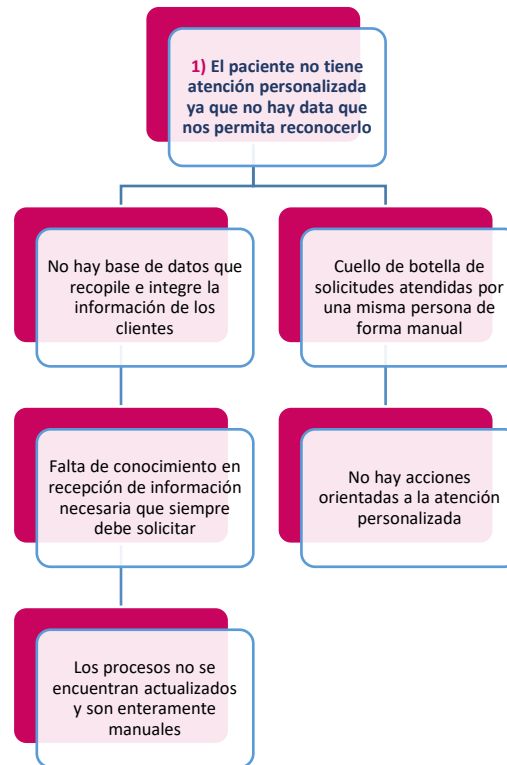 1) El paciente no tiene
atención personalizada
ya que no hay data que
nos permita reconocerlo
No hay base de datos que
recopile e integre la
información de los
clientes
Cuello de botella de
solicitudes atendidas por
una misma persona de
forma manual
Falta de conocimiento en
recepción de información
necesaria que siempre
debe solicitar
No hay acciones
orientadas a la atención
personalizada
Los procesos no se
encuentran actualizados
y son enteramente
manuales